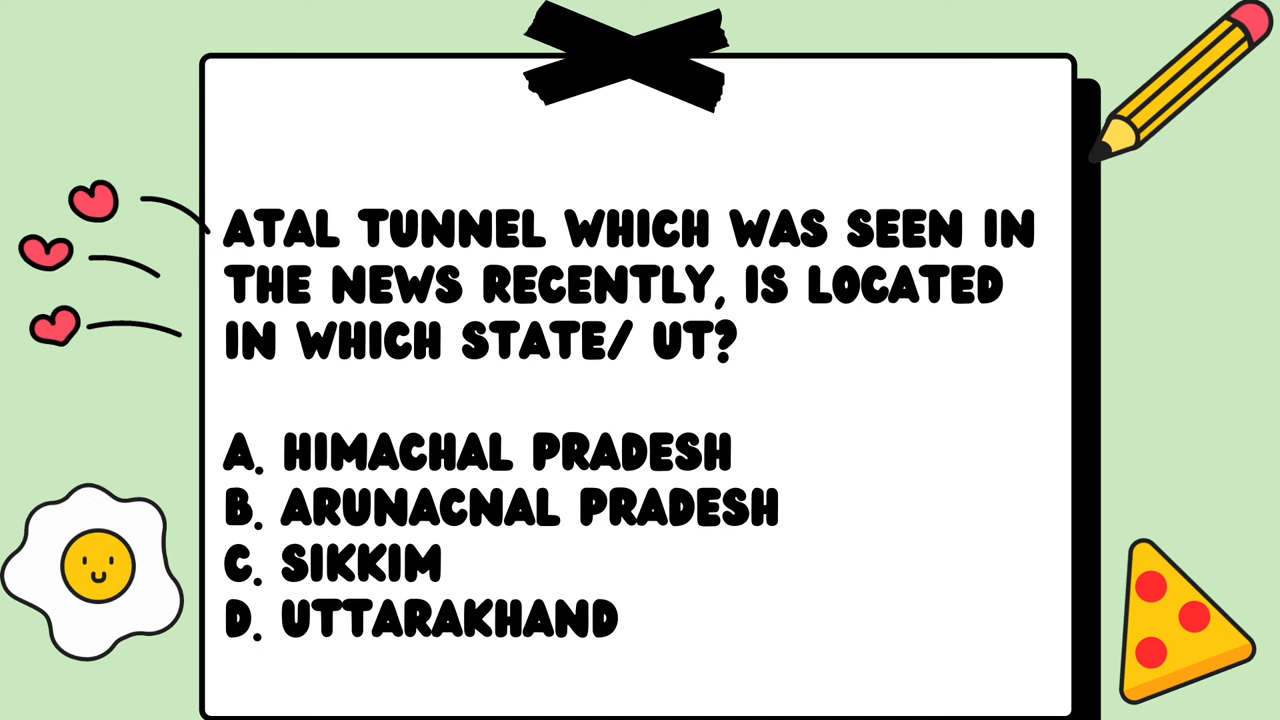 ATAL TUNNEL WHICH WAS SEEN IN
THE NEWS RECENTLY, IS LOCATED
IN WHICH STATE/ UT?
A. HIMACHAL PRADESH
B. ARUNACNAL PRADESH
C. SIKKIM
D. UTTARAKHAND